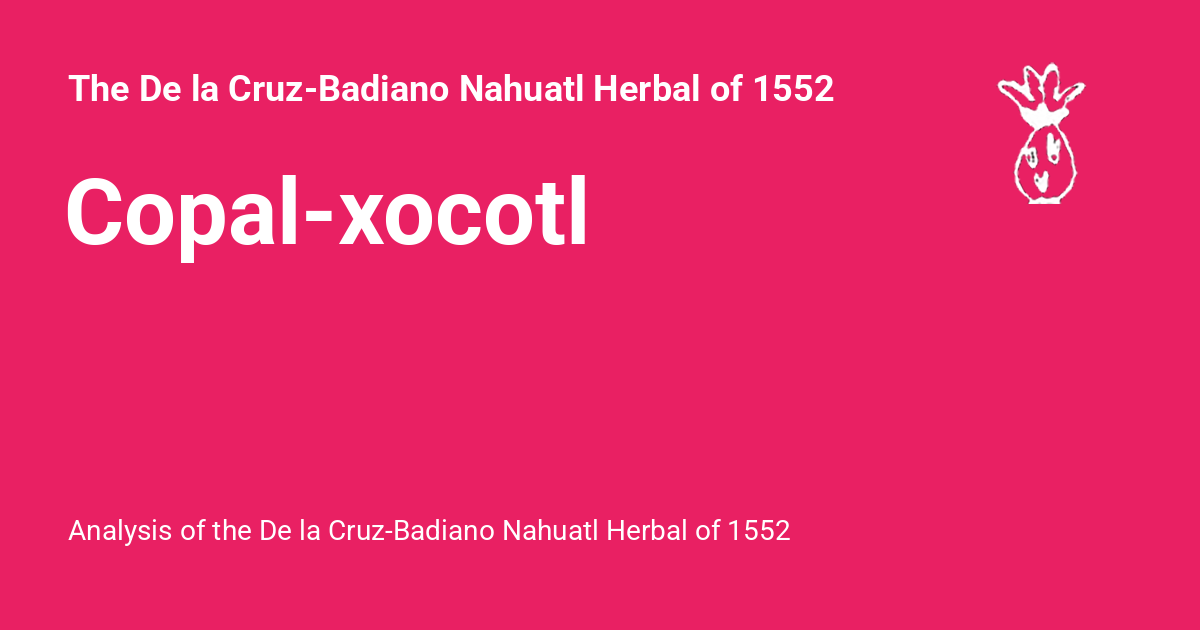 The De la Cruz-Badiano Nahuatl Herbal of 1552
Copal-xocotl
Analysis of the De la Cruz-Badiano Nahuatl Herbal of 1552